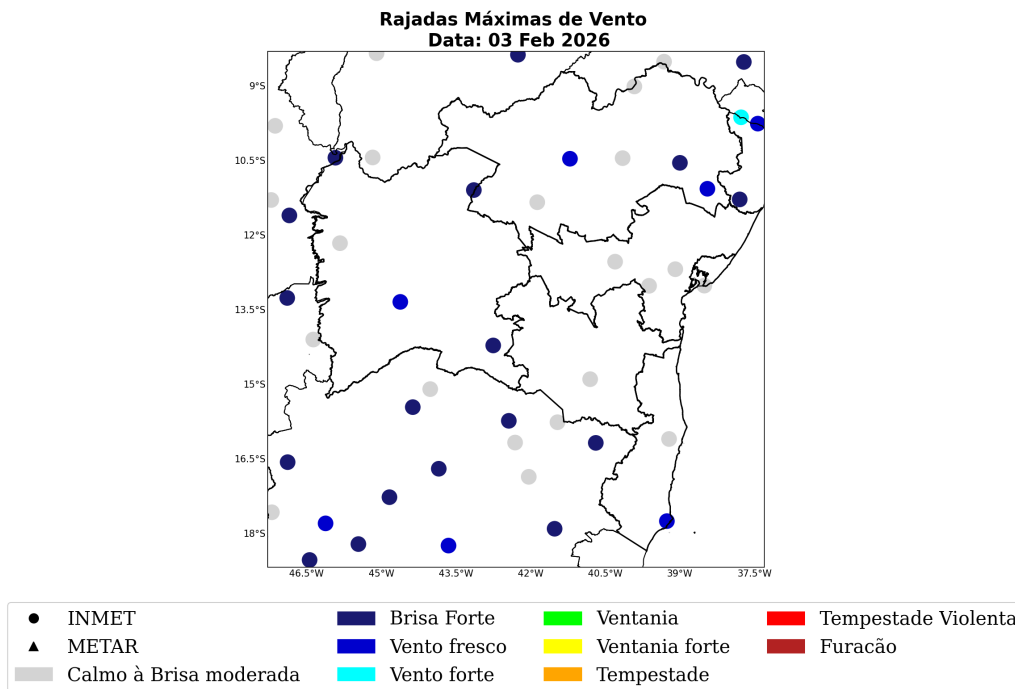 Rajadas Máximas de Vento
Data: 03 Feb 2026
9°S
10.5°S
12°S
13.5°S
15°S
16.5°S
18°S
46.5°W 45°W 43.5°W 42°W 40.5°W 39°W 37.5°W
INMET
METAR
Calmo à Brisa moderada
Brisa Forte
Vento fresco
Vento forte
Ventania
Ventania forte
Tempestade
Tempestade Violenta
Furacão